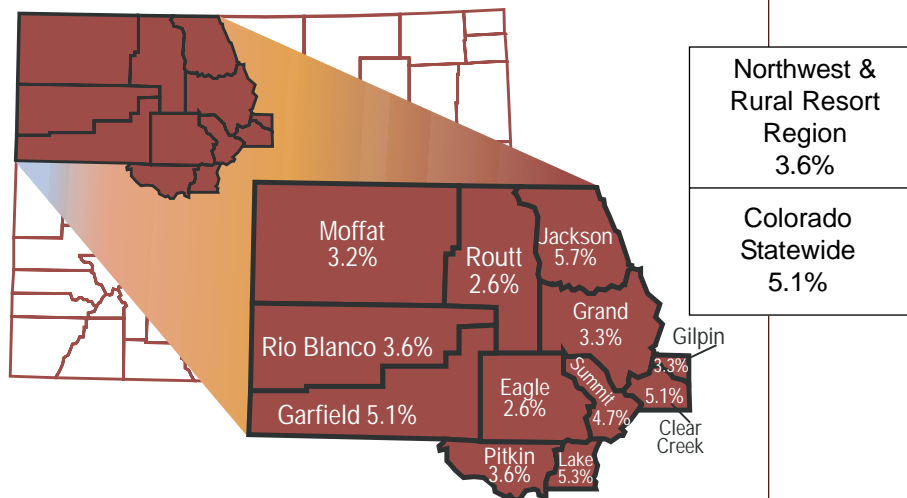 Northwest &
Rural Resort
Region
3.6%
Colorado
Statewide
5.1%
Moffat
3.2%
Routt
2.6%
Jackson
5.7%
Grand
3.3%
Gilpin
3.3%
Rio Blanco 3.6%
Garfield 5.1%
Eagle
2.6%
Summit
4.7%
5.1%
Clear
Creek
Pitkin
3.6%
Lake
5.3%